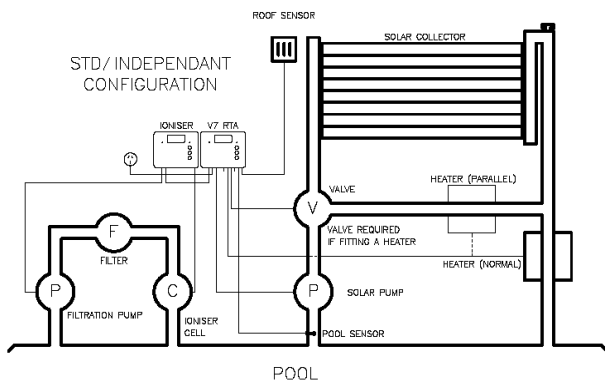 ROOF SENSOR
SOLAR COLLECTOR
STD/INDEPENDANT
CONFIGURATION
IONISER
V7 RTA
VALVE
HEATER (PARALLEL)
V
F
VALVE REQUIRED
IF FITTING A HEATER
FILTER
HEATER (NORMAL)
P
C
P
SOLAR PUMP
FILTRATION PUMP
IONISER
CELL
POOL SENSOR
POOL